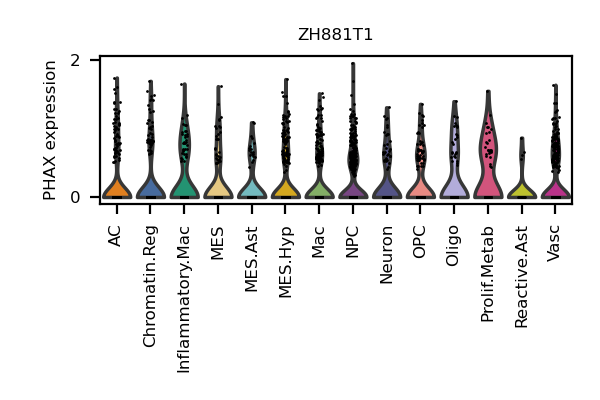 ZH881T1
PHAX expression
2
0
AC
Chromatin.Reg
Inflammatory.Mac
MES
MES.Ast
MES.Hyp
Mac
NPC
Neuron
OPC
Oligo
Prolif.Metab
Reactive.Ast
Vasc